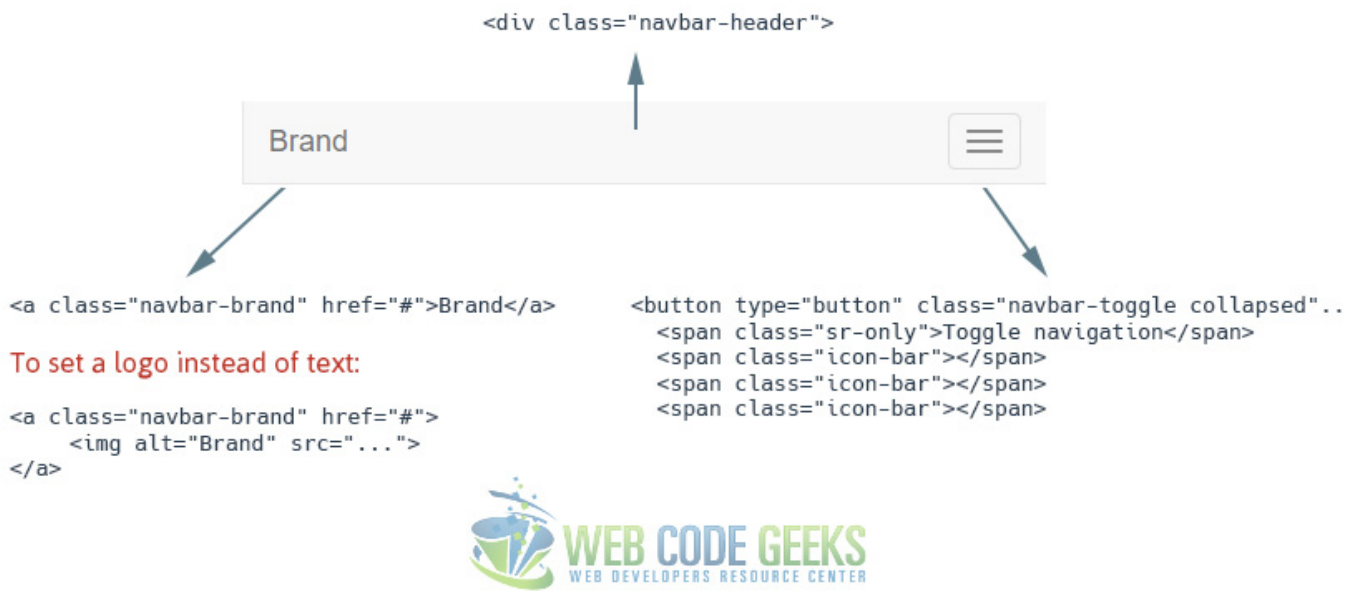 <div class="navbar-header">
Brand
<a class="navbar-brand" href="#">Brand</a>
To set a logo instead of text:
<a class="navbar-brand" href="#">
<img alt="Brand" src="...">
</a>
<button type="button" class="navbar-toggle collapsed"..
<span class="sr-only">Toggle navigation</span>
<span class="icon-bar"></span>
<span class="icon-bar"></span>
<span class="icon-bar"></span>
WEB CODE GEEKS
WEB DEVELOPERS RESOURCE CENTER